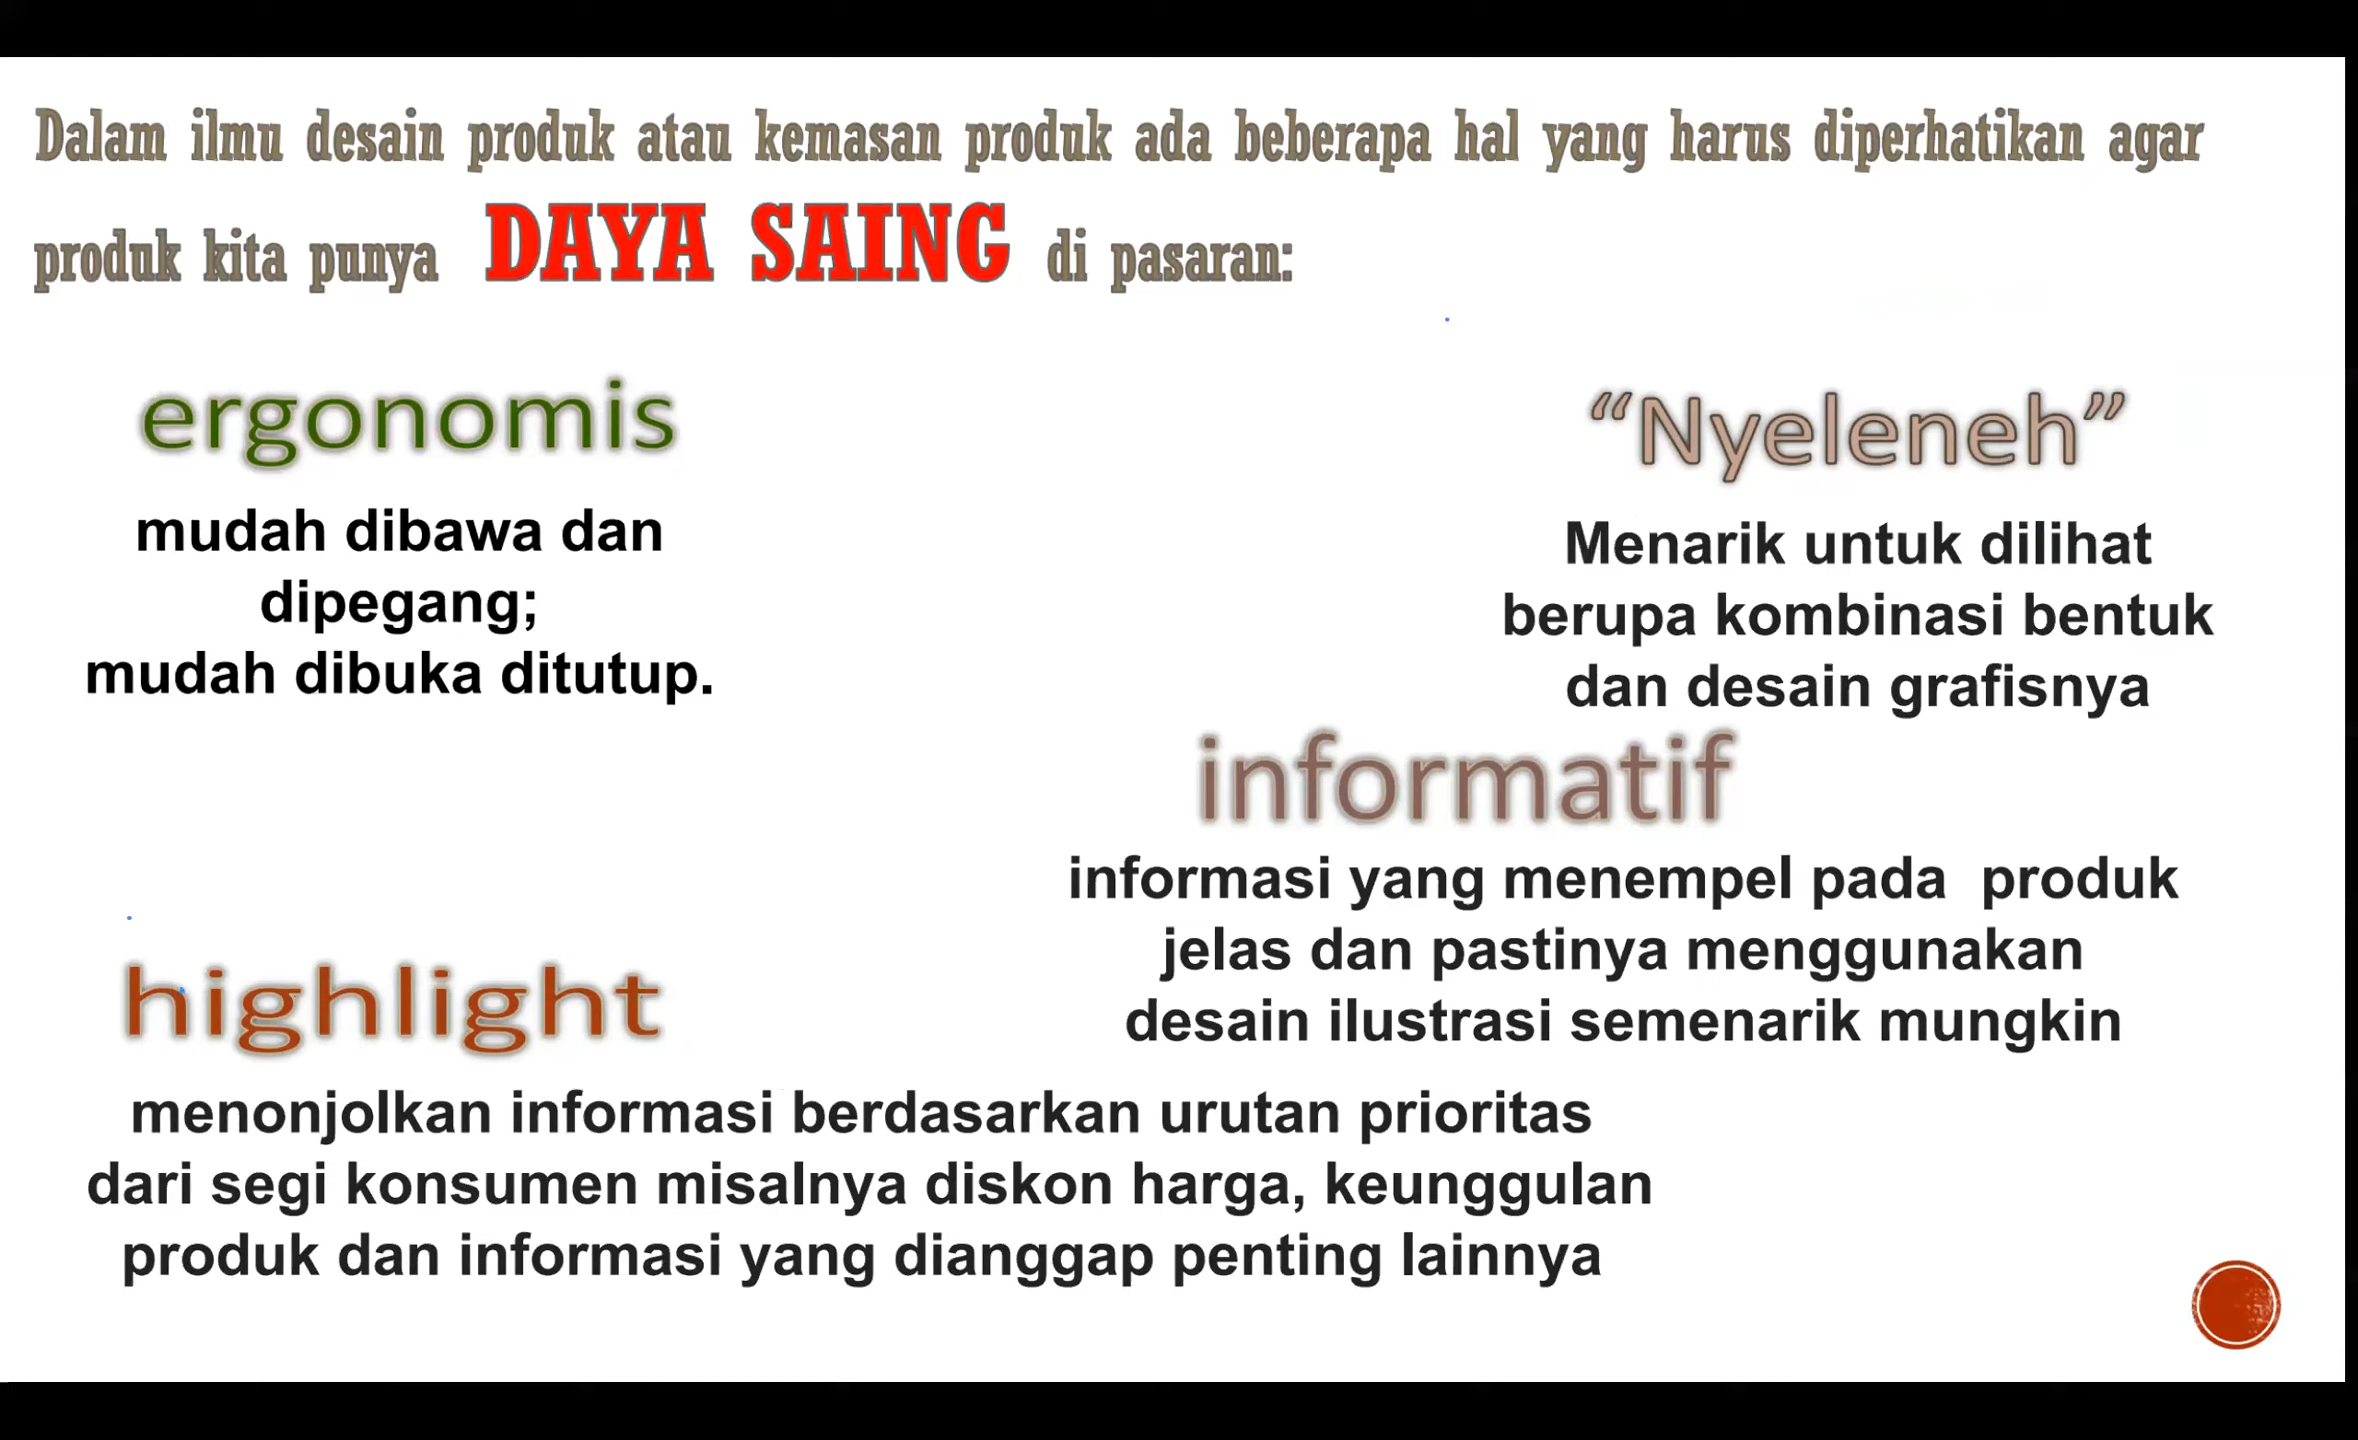 Dalam ilmu desain produk atau kemasan produk ada beberapa hal yang harus diperhatikan agar
produk kita punya DAYA SAING di pasaran:
ergonomis
mudah dibawa dan
dipegang;
mudah dibuka ditutup.
“Nyeleneh”
Menarik untuk dilihat
berupa kombinasi bentuk
dan desain grafisnya
informatif
informasi yang menempel pada produk
jelas dan pastinya menggunakan
desain ilustrasi semenarik mungkin
highlight
menonjolkan informasi berdasarkan urutan prioritas
dari segi konsumen misalnya diskon harga, keunggulan
produk dan informasi yang dianggap penting lainnya